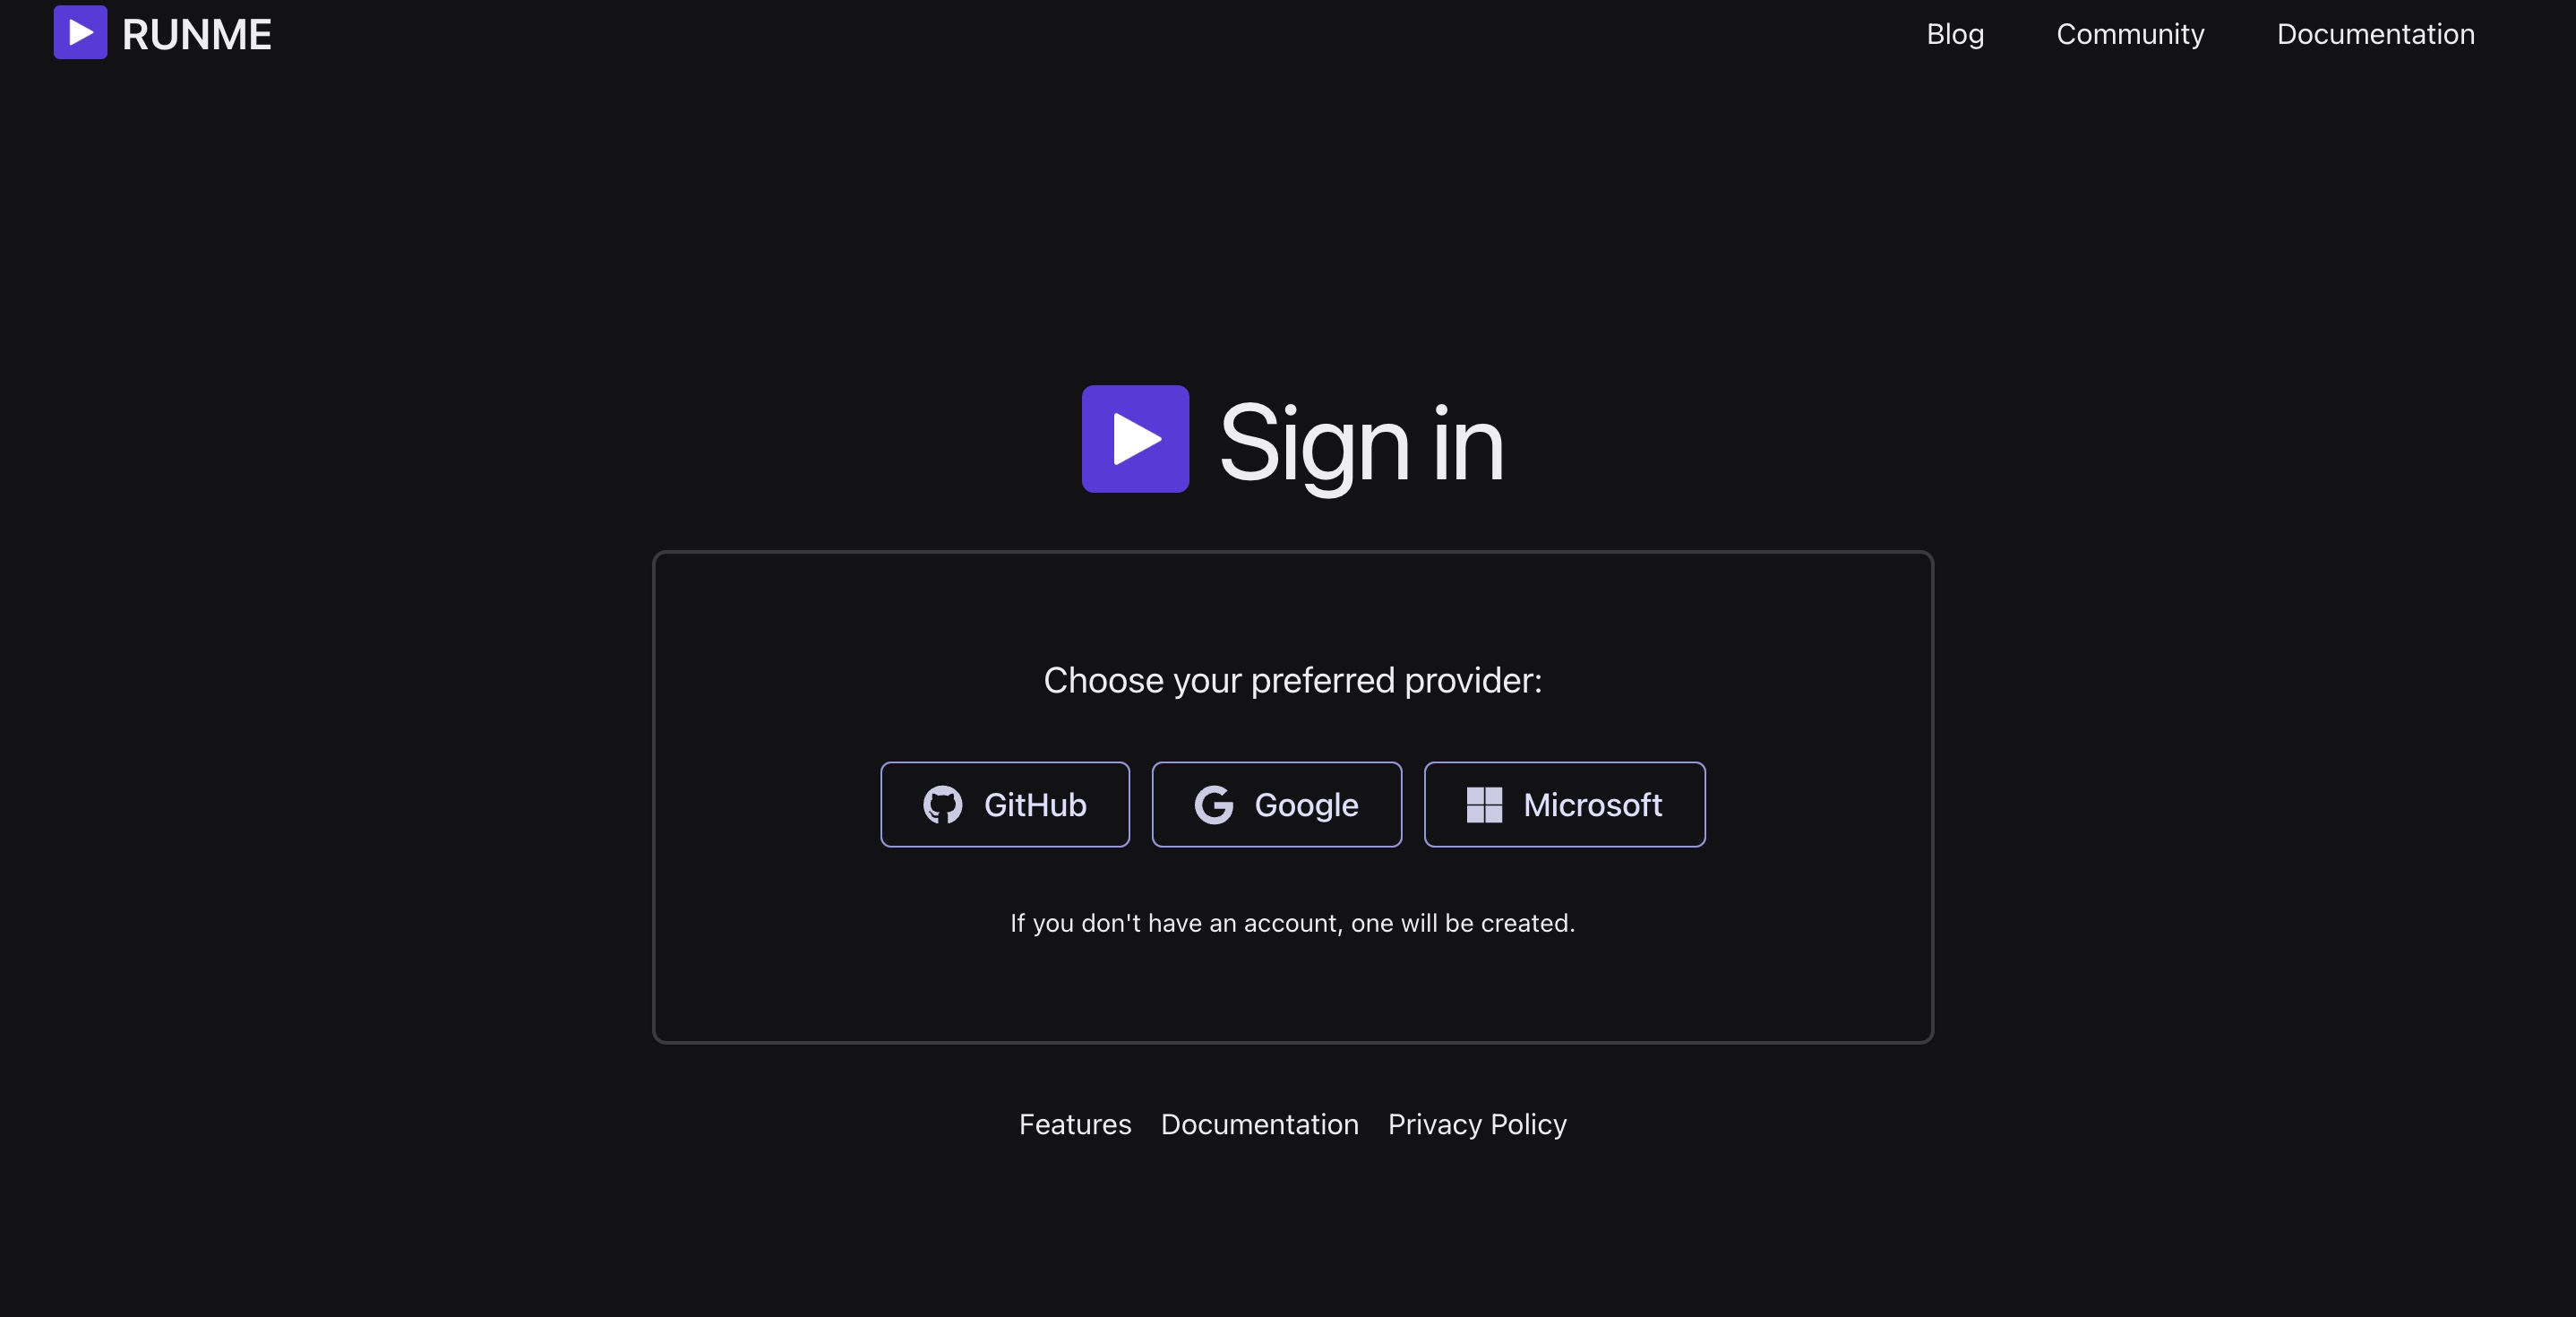 RUNME
Blog Community Documentation
Sign in
Choose your preferred provider:
GitHub Google Microsoft
If you don't have an account, one will be created.
Features Documentation Privacy Policy